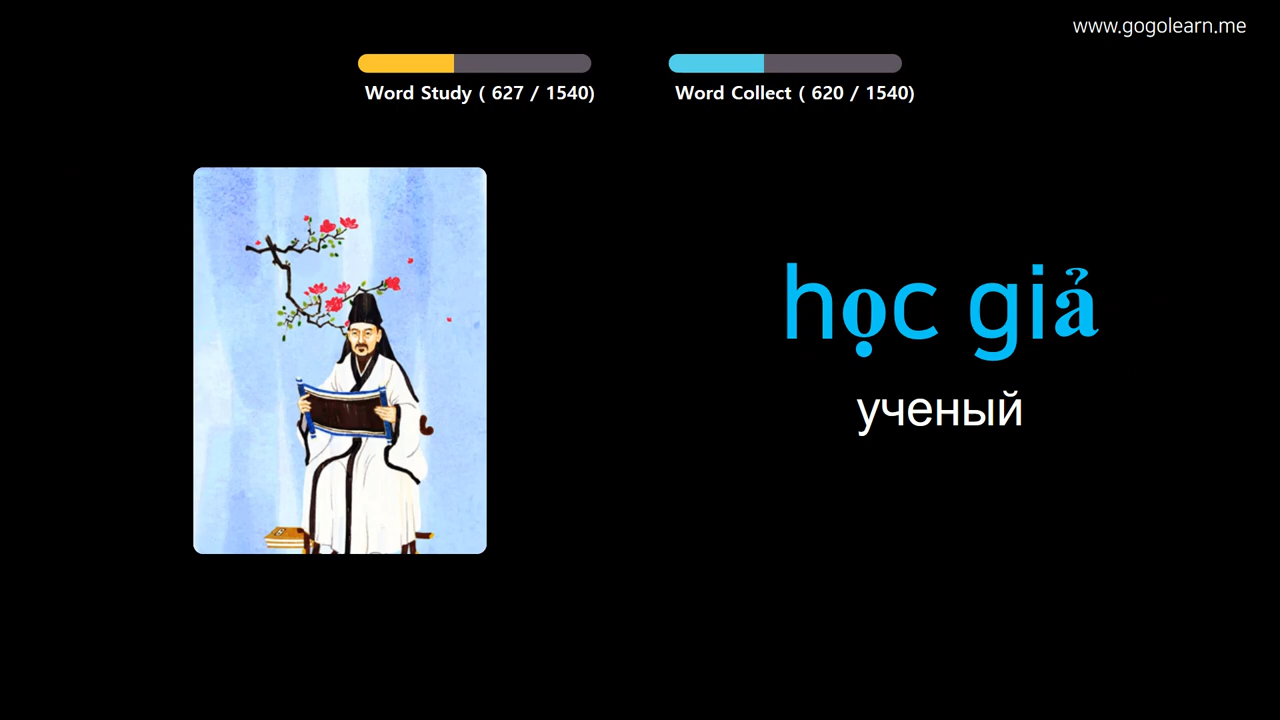 www.gogolearn.me
Word Study ( 627 / 1540)
Word Collect ( 620 / 1540)
học giả
ученый